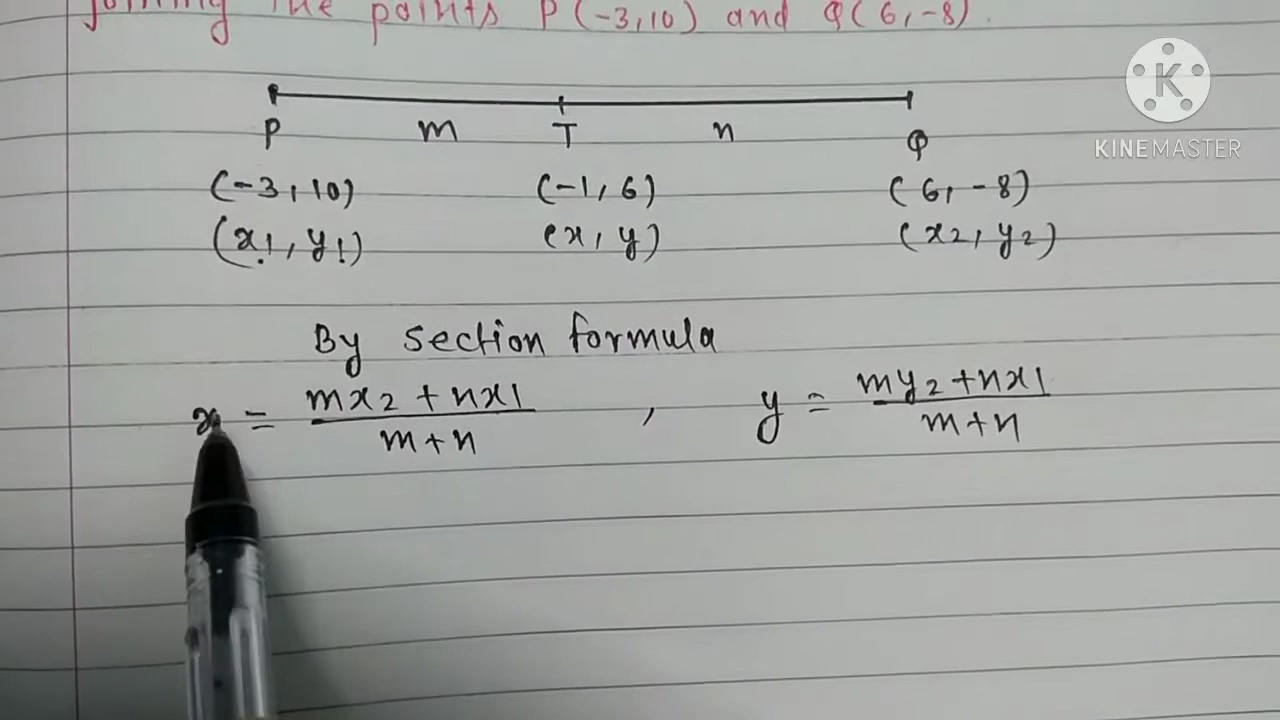 joining the points P(-3,10) and Q(6,-8).
K
KINEMASTER
P m T n Q
(-3,10) (-1,6) (6,-8)
(x1,y1) (x,y) (x2,y2)
By section formula
x = mx2+nx1/m+n , y = my2+nx1/m+n